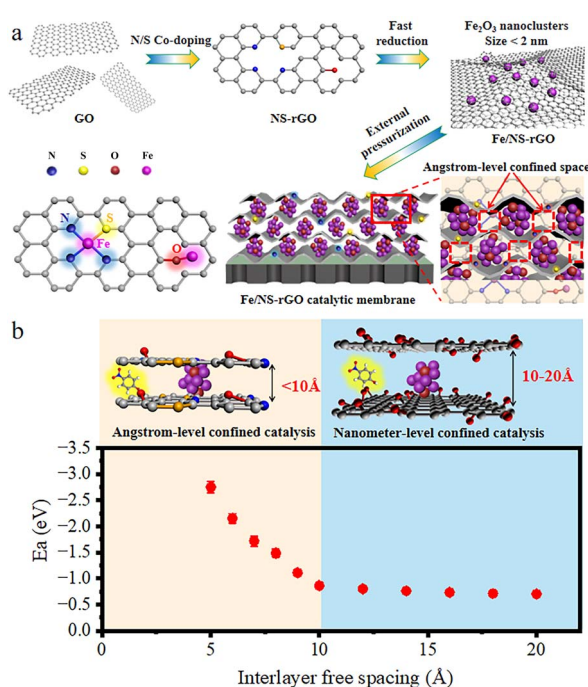 a
GO
N/S Co-doping
NS-rGO
Fast
reduction
Fe₂O₃ nanoclusters
Size < 2 nm
Fe/NS-rGO
External
pressurization
N S O Fe
N
S
Fe
O
Angstrom-level confined space
Fe/NS-rGO catalytic membrane
b
<10Å
10-20Å
Angstrom-level confined catalysis
Nanometer-level confined catalysis
Ea (eV)
−3.5
−3.0
−2.5
−2.0
−1.5
−1.0
−0.5
0.0
0 5 10 15 20
Interlayer free spacing (Å)